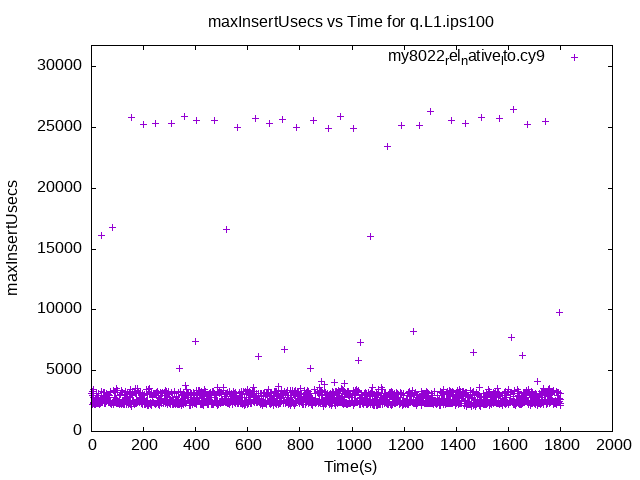 maxInsertUsecs vs Time for q.L1.ips100
my8022relnativelto.cy9
30000
25000
20000
15000
10000
5000
0
maxInsertUsecs
0 200 400 600 800 1000 1200 1400 1600 1800 2000
Time(s)